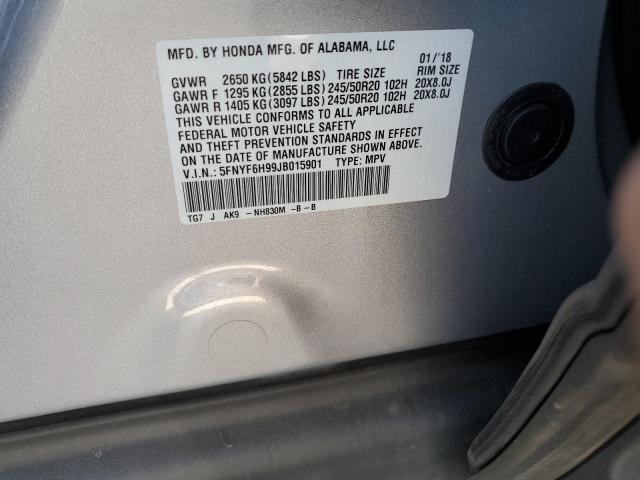 MFD. BY HONDA MFG. OF ALABAMA, LLC 01/'18
GVWR 2650 KG(5842 LBS) TIRE SIZE RIM SIZE
GAWR F 1295 KG(2855 LBS)245/50R20 102H 20X8.0J
GAWR R 1405 KG(3097 LBS)245/50R20 102H 20X8.0J
THIS VEHICLE CONFORMS TO ALL APPLICABLE
FEDERAL MOTOR VEHICLE SAFETY
AND THEFT PREVENTION STANDARDS IN EFFECT
ON THE DATE OF MANUFACTURE SHOWN ABOVE.
V.I.N.: 5FNYF6H99JB015901 TYPE: MPV
TG7 J AK9 -NH830M -B-B